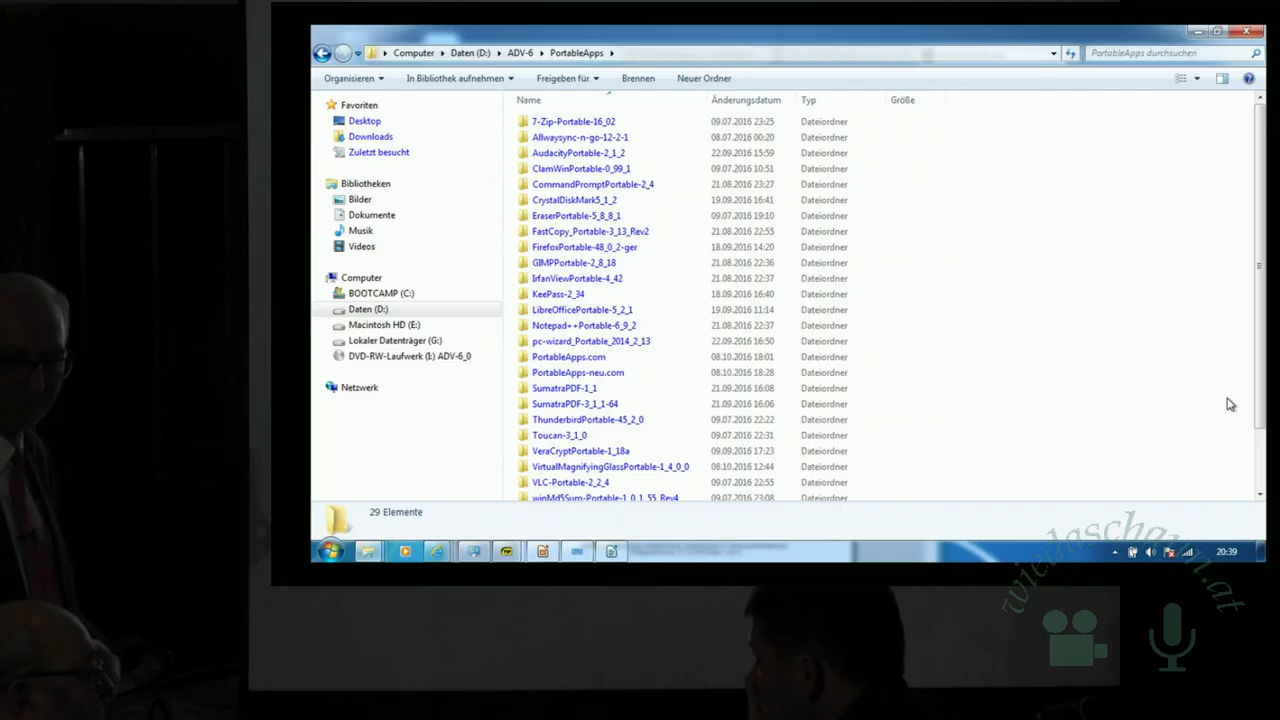 Computer ▸ Daten (D:) ▸ ADV-6 ▸ PortableApps ▸
PortableApps durchsuchen
Organisieren In Bibliothek aufnehmen Freigeben für Brennen Neuer Ordner
Name Änderungsdatum Typ Größe
Favoriten
Desktop
Downloads
Zuletzt besucht
Bibliotheken
Bilder
Dokumente
Musik
Videos
Computer
BOOTCAMP (C:)
Daten (D:)
Macintosh HD (E:)
Lokaler Datenträger (G:)
DVD-RW-Laufwerk (I:) ADV-6_0
Netzwerk
7-Zip-Portable-16_02 09.07.2016 23:25 Dateiordner
Allwaysync-n-go-12-2-1 08.07.2016 00:20 Dateiordner
AudacityPortable-2_1_2 22.09.2016 15:59 Dateiordner
ClamWinPortable-0_99_1 09.07.2016 10:51 Dateiordner
CommandPromptPortable-2_4 21.08.2016 23:27 Dateiordner
CrystalDiskMark5_1_2 19.09.2016 16:41 Dateiordner
EraserPortable-5_8_8_1 09.07.2016 19:10 Dateiordner
FastCopy_Portable-3_13_Rev2 21.08.2016 22:55 Dateiordner
FirefoxPortable-48_0_2-ger 18.09.2016 14:20 Dateiordner
GIMPPortable-2_8_18 21.08.2016 22:36 Dateiordner
IrfanViewPortable-4_42 21.08.2016 22:37 Dateiordner
KeePass-2_34 18.09.2016 16:40 Dateiordner
LibreOfficePortable-5_2_1 19.09.2016 11:14 Dateiordner
Notepad++Portable-6_9_2 21.08.2016 22:37 Dateiordner
pc-wizard_Portable_2014_2_13 22.09.2016 16:50 Dateiordner
PortableApps.com 08.10.2016 18:01 Dateiordner
PortableApps-neu.com 08.10.2016 18:28 Dateiordner
SumatraPDF-1_1 21.09.2016 16:08 Dateiordner
SumatraPDF-3_1_1-64 21.09.2016 16:06 Dateiordner
ThunderbirdPortable-45_2_0 09.07.2016 22:22 Dateiordner
Toucan-3_1_0 09.07.2016 22:31 Dateiordner
VeraCryptPortable-1_18a 09.09.2016 17:23 Dateiordner
VirtualMagnifyingGlassPortable-1_4_0_0 08.10.2016 12:44 Dateiordner
VLC-Portable-2_2_4 09.07.2016 22:55 Dateiordner
winMd5Sum-Portable-1_0_1_55_Rev4 09.07.2016 23:08 Dateiordner
29 Elemente
20:39
wiedaschaun.at